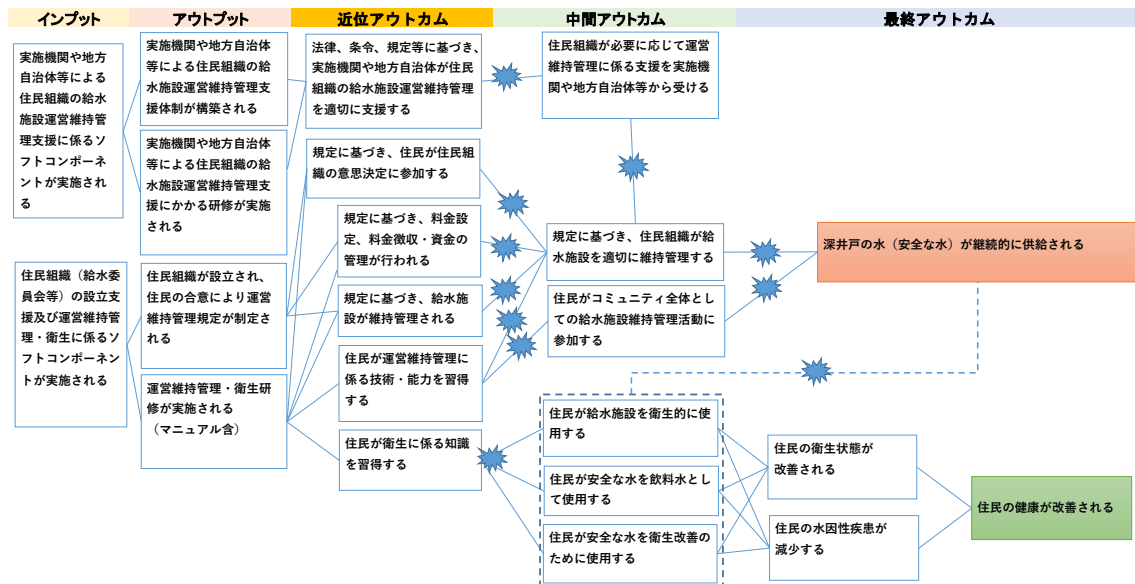 インプット
アウトプット
近位アウトカム
中間アウトカム
最終アウトカム
実施機関や地方
自治体等による
住民組織の給水
施設運営維持管
理支援に係るソ
フトコンポーネ
ントが実施され
る
住民組織（給水委
員会等）の設立支
援及び運営維持管
理・衛生に係るソ
フトコンポーネン
トが実施される
実施機関や地方自治体
等による住民組織の給
水施設運営維持管理支
援体制が構築される
実施機関や地方自治体
等による住民組織の給
水施設運営維持管理支
援にかかる研修が実施
される
住民組織が設立され、
住民の合意により運営
維持管理規定が制定さ
れる
運営維持管理・衛生研
修が実施される
（マニュアル含）
法律、条令、規定等に基づき、
実施機関や地方自治体が住民
組織の給水施設運営維持管理
を適切に支援する
規定に基づき、住民が住民組
織の意思決定に参加する
規定に基づき、料金設
定、料金徴収・資金の
管理が行われる
規定に基づき、給水施
設が維持管理される
住民が運営維持管理に
係る技術・能力を習得
する
住民が衛生に係る知識
を習得する
住民組織が必要に応じて運営
維持管理に係る支援を実施機
関や地方自治体等から受ける
規定に基づき、住民組織が給
水施設を適切に維持管理する
住民がコミュニティ全体とし
ての給水施設維持管理活動に
参加する
住民が給水施設を衛生的に使
用する
住民が安全な水を飲料水とし
て使用する
住民が安全な水を衛生改善の
ために使用する
深井戸の水（安全な水）が継続的に供給される
住民の衛生状態が
改善される
住民の水因性疾患が
減少する
住民の健康が改善される